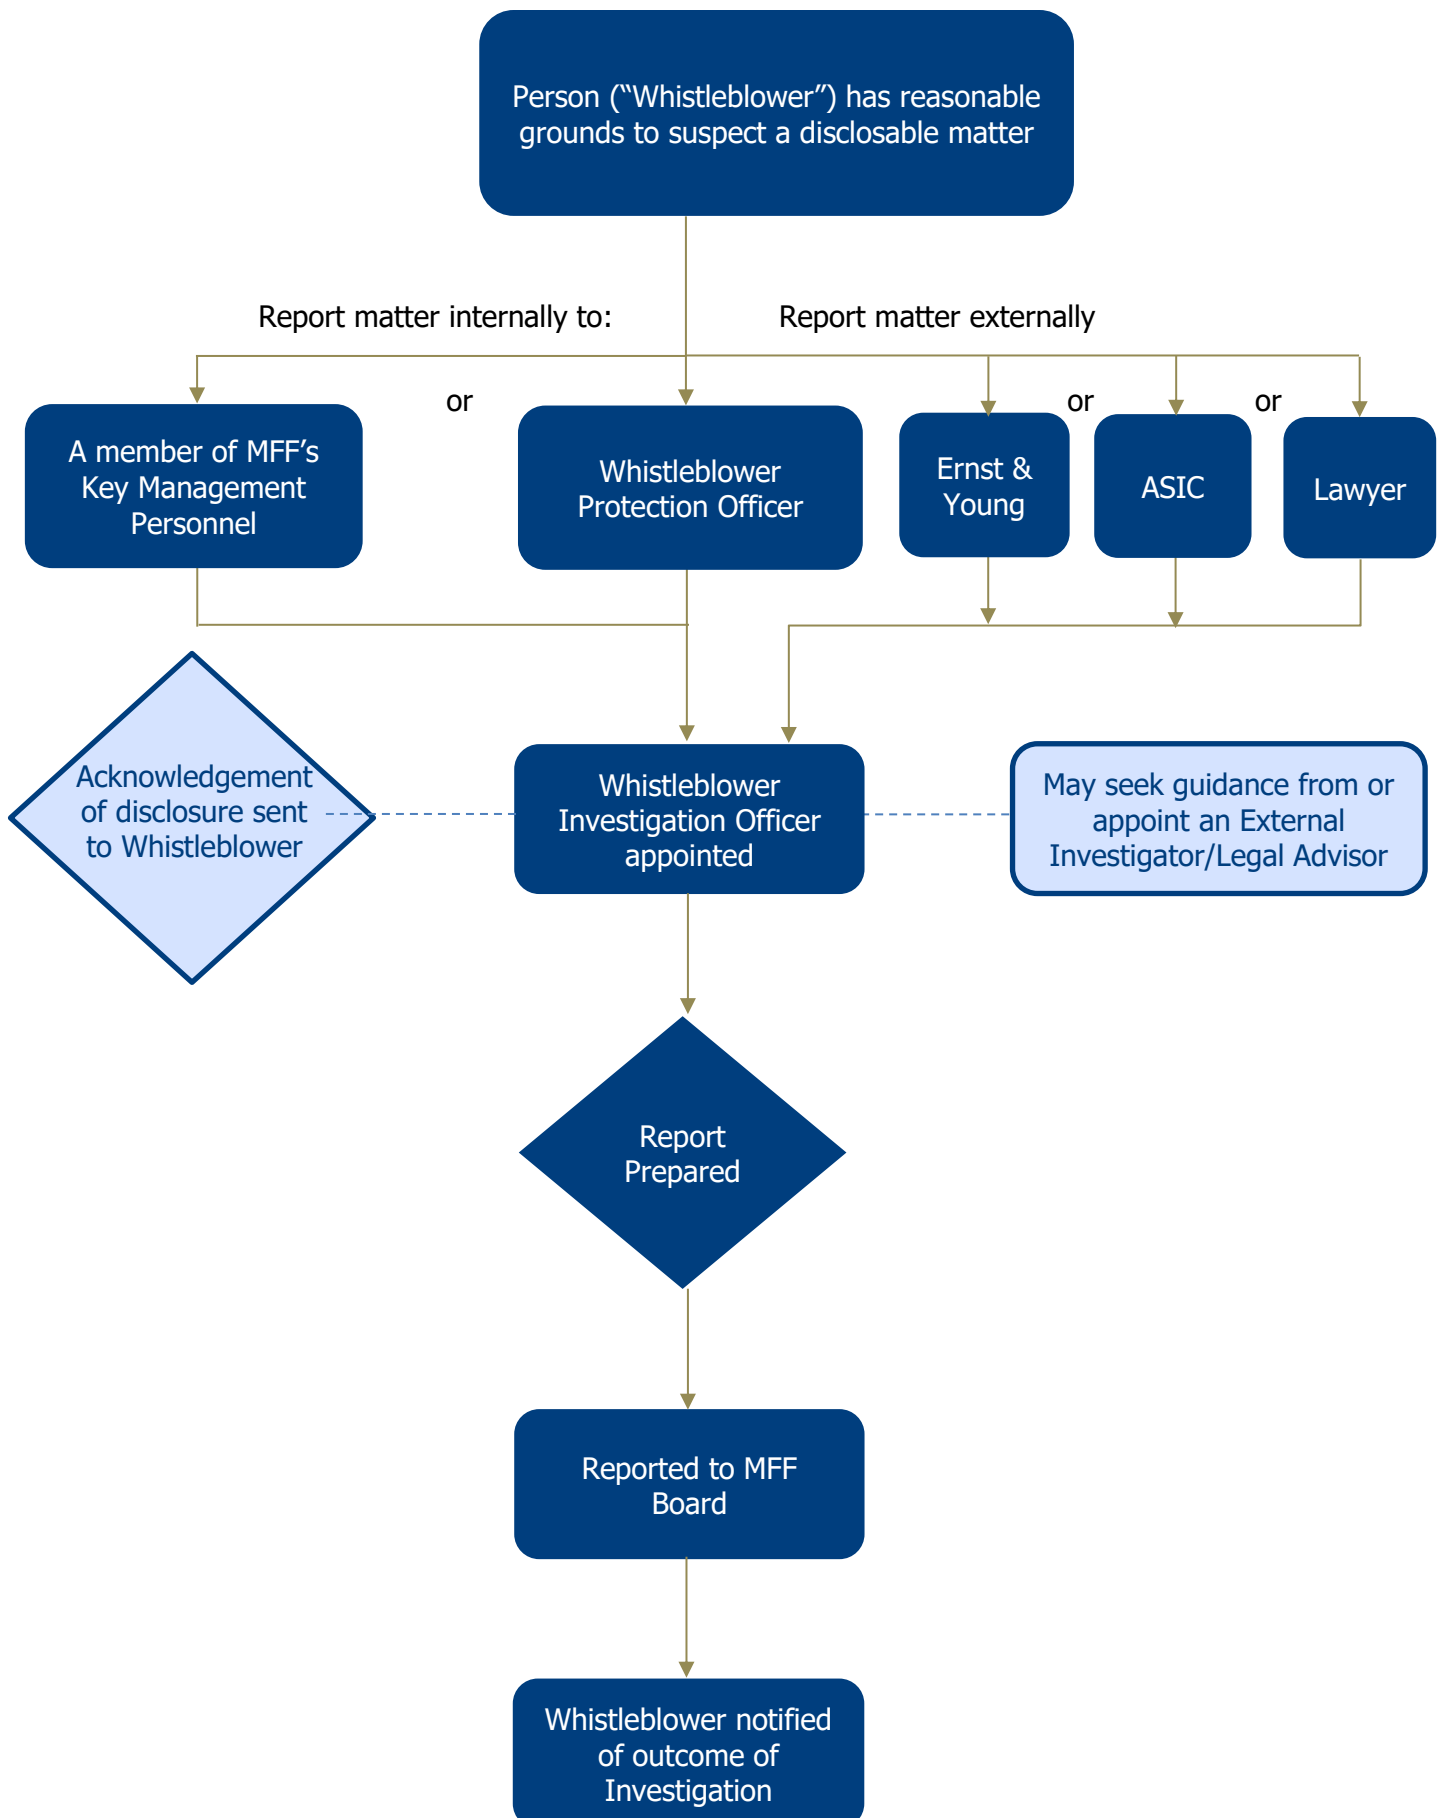 Person (“Whistleblower”) has reasonable
grounds to suspect a disclosable matter
Report matter internally to:
Report matter externally
or
or
or
A member of MFF’s
Key Management
Personnel
Whistleblower
Protection Officer
Ernst &
Young
ASIC
Lawyer
Acknowledgement
of disclosure sent
to Whistleblower
Whistleblower
Investigation Officer
appointed
May seek guidance from or
appoint an External
Investigator/Legal Advisor
Report
Prepared
Reported to MFF
Board
Whistleblower notified
of outcome of
Investigation